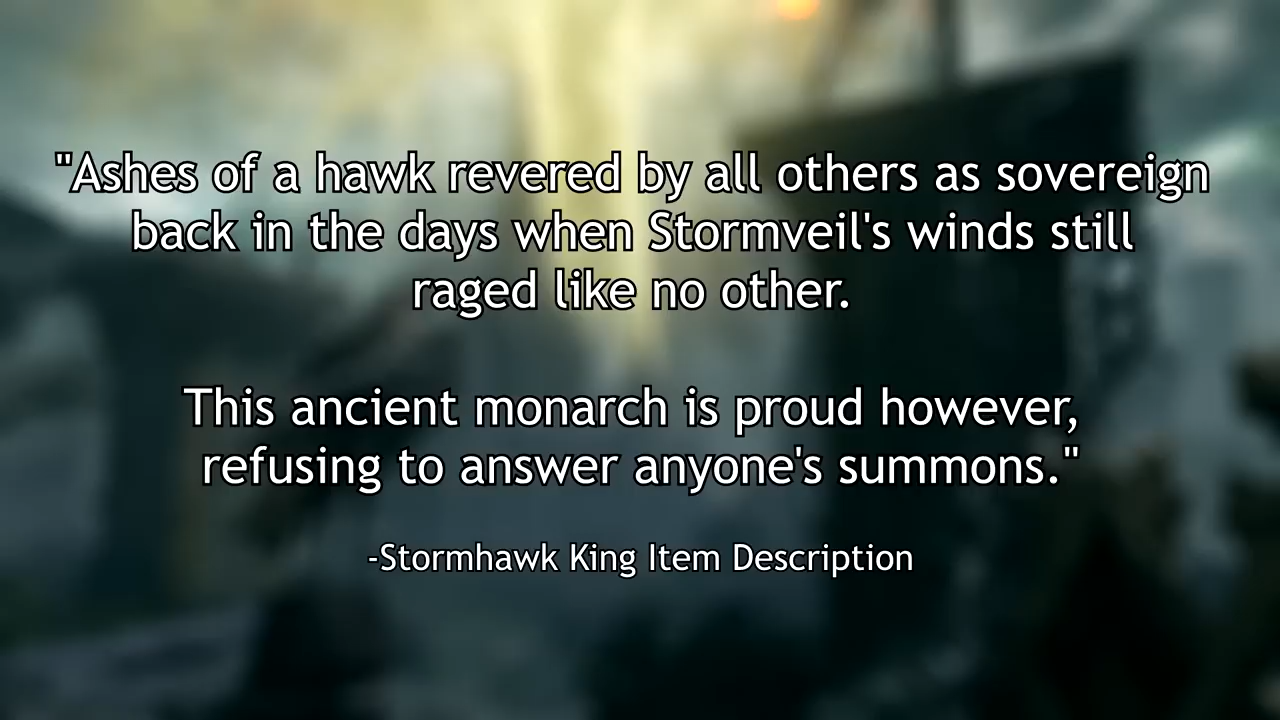 "Ashes of a hawk revered by all others as sovereign
back in the days when Stormveil's winds still
raged like no other.
This ancient monarch is proud however,
refusing to answer anyone's summons."
-Stormhawk King Item Description